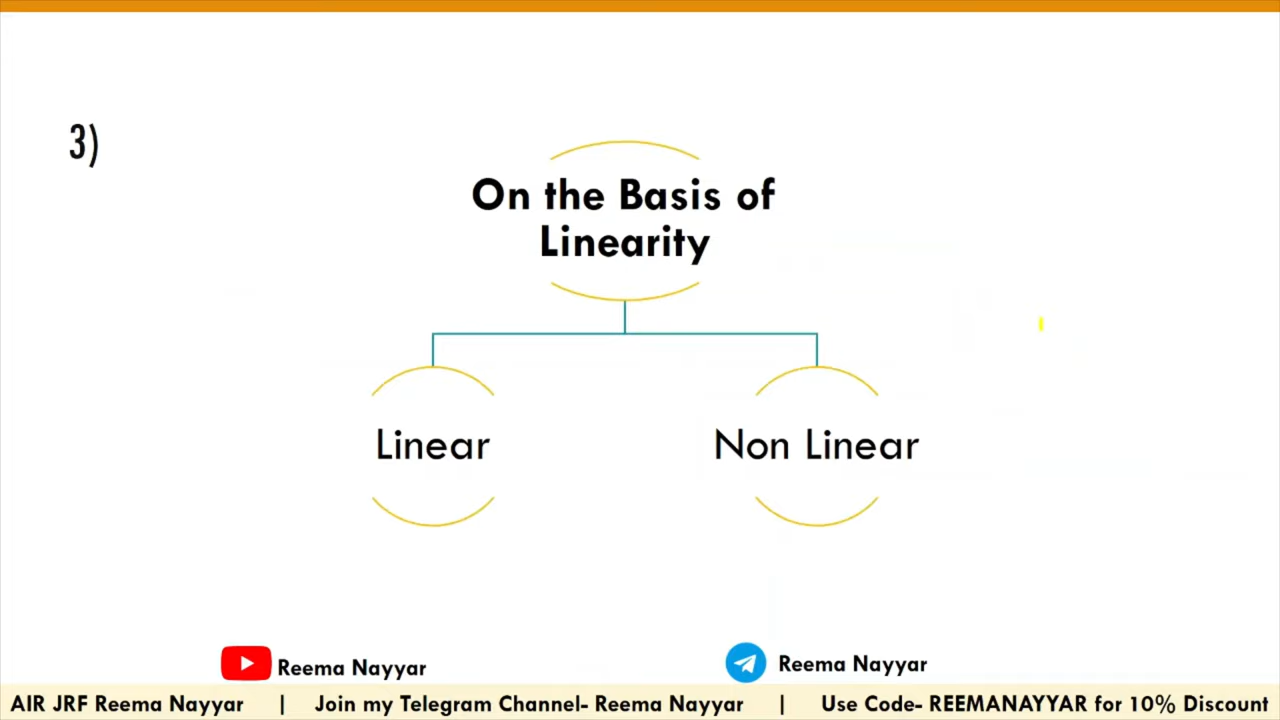 3)
On the Basis of
Linearity
Linear
Non Linear
Reema Nayyar
Reema Nayyar
AIR JRF Reema Nayyar | Join my Telegram Channel- Reema Nayyar | Use Code- REEMANAYYAR for 10% Discount